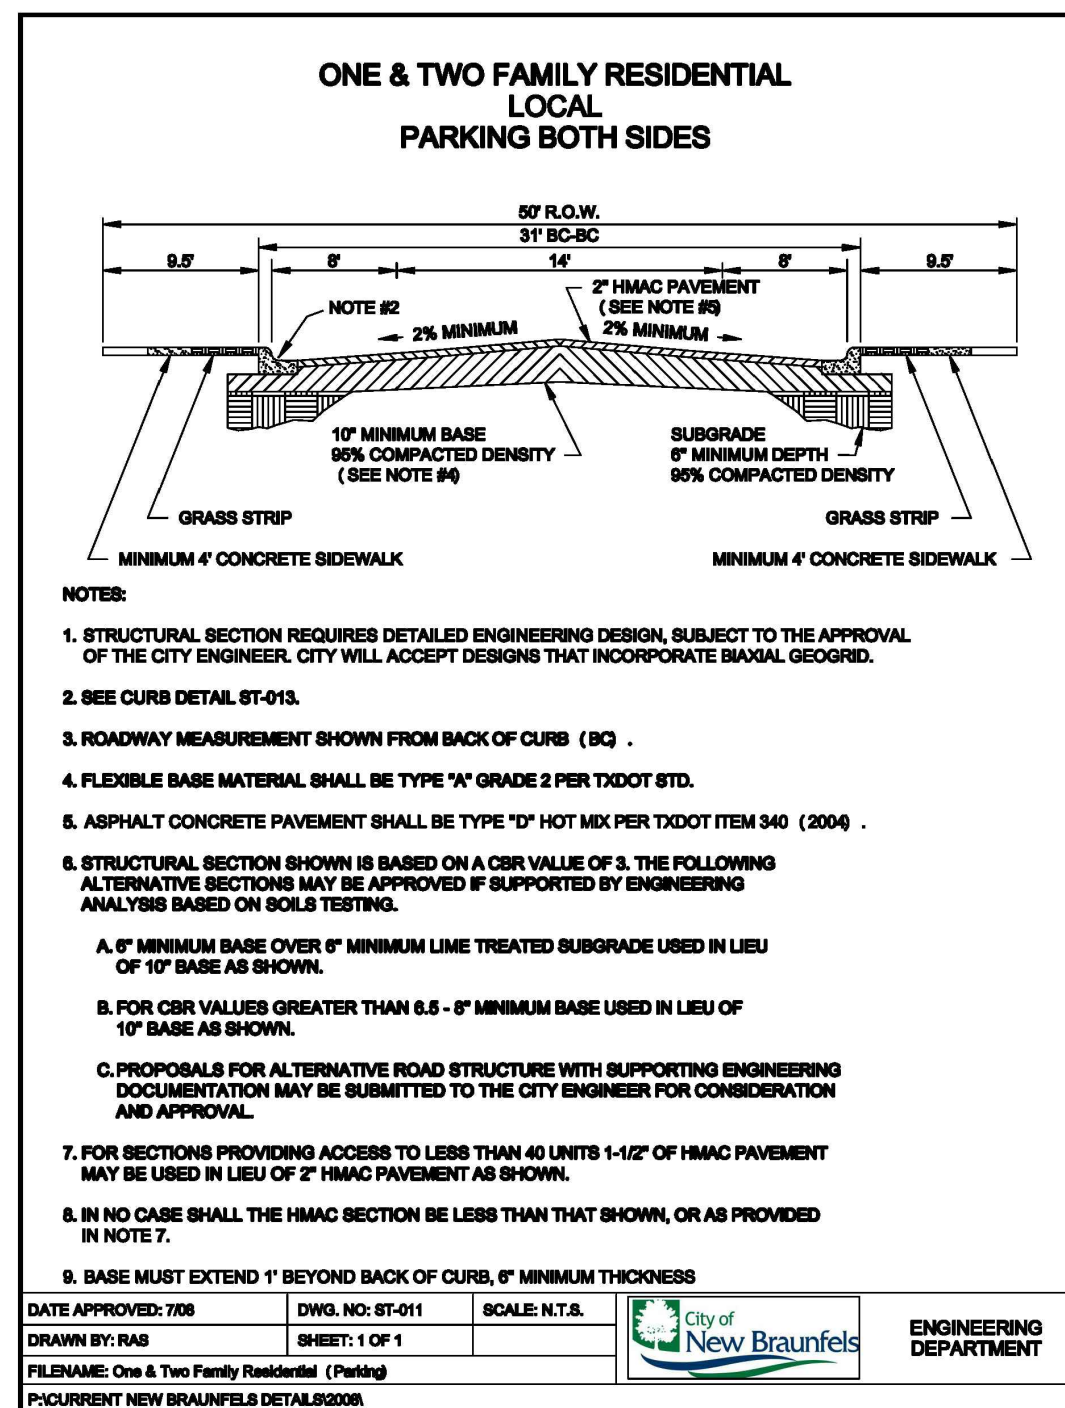 ONE & TWO FAMILY RESIDENTIAL
LOCAL
PARKING BOTH SIDES
50' R.O.W.
31' BC-BC
9.5'
8'
14'
8'
9.5'
2" HMAC PAVEMENT
(SEE NOTE #5)
NOTE #2
2% MINIMUM
2% MINIMUM
10" MINIMUM BASE
95% COMPACTED DENSITY
(SEE NOTE #4)
SUBGRADE
6" MINIMUM DEPTH
95% COMPACTED DENSITY
GRASS STRIP
GRASS STRIP
MINIMUM 4' CONCRETE SIDEWALK
MINIMUM 4' CONCRETE SIDEWALK
NOTES:
1. STRUCTURAL SECTION REQUIRES DETAILED ENGINEERING DESIGN, SUBJECT TO THE APPROVAL
OF THE CITY ENGINEER. CITY WILL ACCEPT DESIGNS THAT INCORPORATE BIAXIAL GEOGRID.
2. SEE CURB DETAIL ST-013.
3. ROADWAY MEASUREMENT SHOWN FROM BACK OF CURB (BC) .
4. FLEXIBLE BASE MATERIAL SHALL BE TYPE "A" GRADE 2 PER TXDOT STD.
5. ASPHALT CONCRETE PAVEMENT SHALL BE TYPE "D" HOT MIX PER TXDOT ITEM 340 (2004) .
6. STRUCTURAL SECTION SHOWN IS BASED ON A CBR VALUE OF 3. THE FOLLOWING
ALTERNATIVE SECTIONS MAY BE APPROVED IF SUPPORTED BY ENGINEERING
ANALYSIS BASED ON SOILS TESTING.
A. 6" MINIMUM BASE OVER 6" MINIMUM LIME TREATED SUBGRADE USED IN LIEU
OF 10" BASE AS SHOWN.
B. FOR CBR VALUES GREATER THAN 6.5 - 8" MINIMUM BASE USED IN LIEU OF
10" BASE AS SHOWN.
C. PROPOSALS FOR ALTERNATIVE ROAD STRUCTURE WITH SUPPORTING ENGINEERING
DOCUMENTATION MAY BE SUBMITTED TO THE CITY ENGINEER FOR CONSIDERATION
AND APPROVAL.
7. FOR SECTIONS PROVIDING ACCESS TO LESS THAN 40 UNITS 1-1/2" OF HMAC PAVEMENT
MAY BE USED IN LIEU OF 2" HMAC PAVEMENT AS SHOWN.
8. IN NO CASE SHALL THE HMAC SECTION BE LESS THAN THAT SHOWN, OR AS PROVIDED
IN NOTE 7.
9. BASE MUST EXTEND 1' BEYOND BACK OF CURB, 6" MINIMUM THICKNESS
DATE APPROVED: 7/08
DWG. NO: ST-011
SCALE: N.T.S.
DRAWN BY: RAS
SHEET: 1 OF 1
FILENAME: One & Two Family Residential (Parking)
P:\CURRENT NEW BRAUNFELS DETAILS\2008\
City of
New Braunfels
ENGINEERING
DEPARTMENT